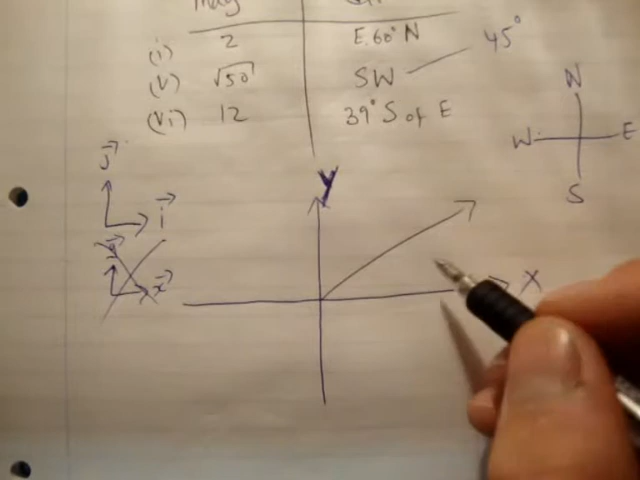 Mag
(i) 2 E.60°N 45°
(V) √50 SW
(Vi) 12 39°S of E
N
W E
S
j
i
Y
X